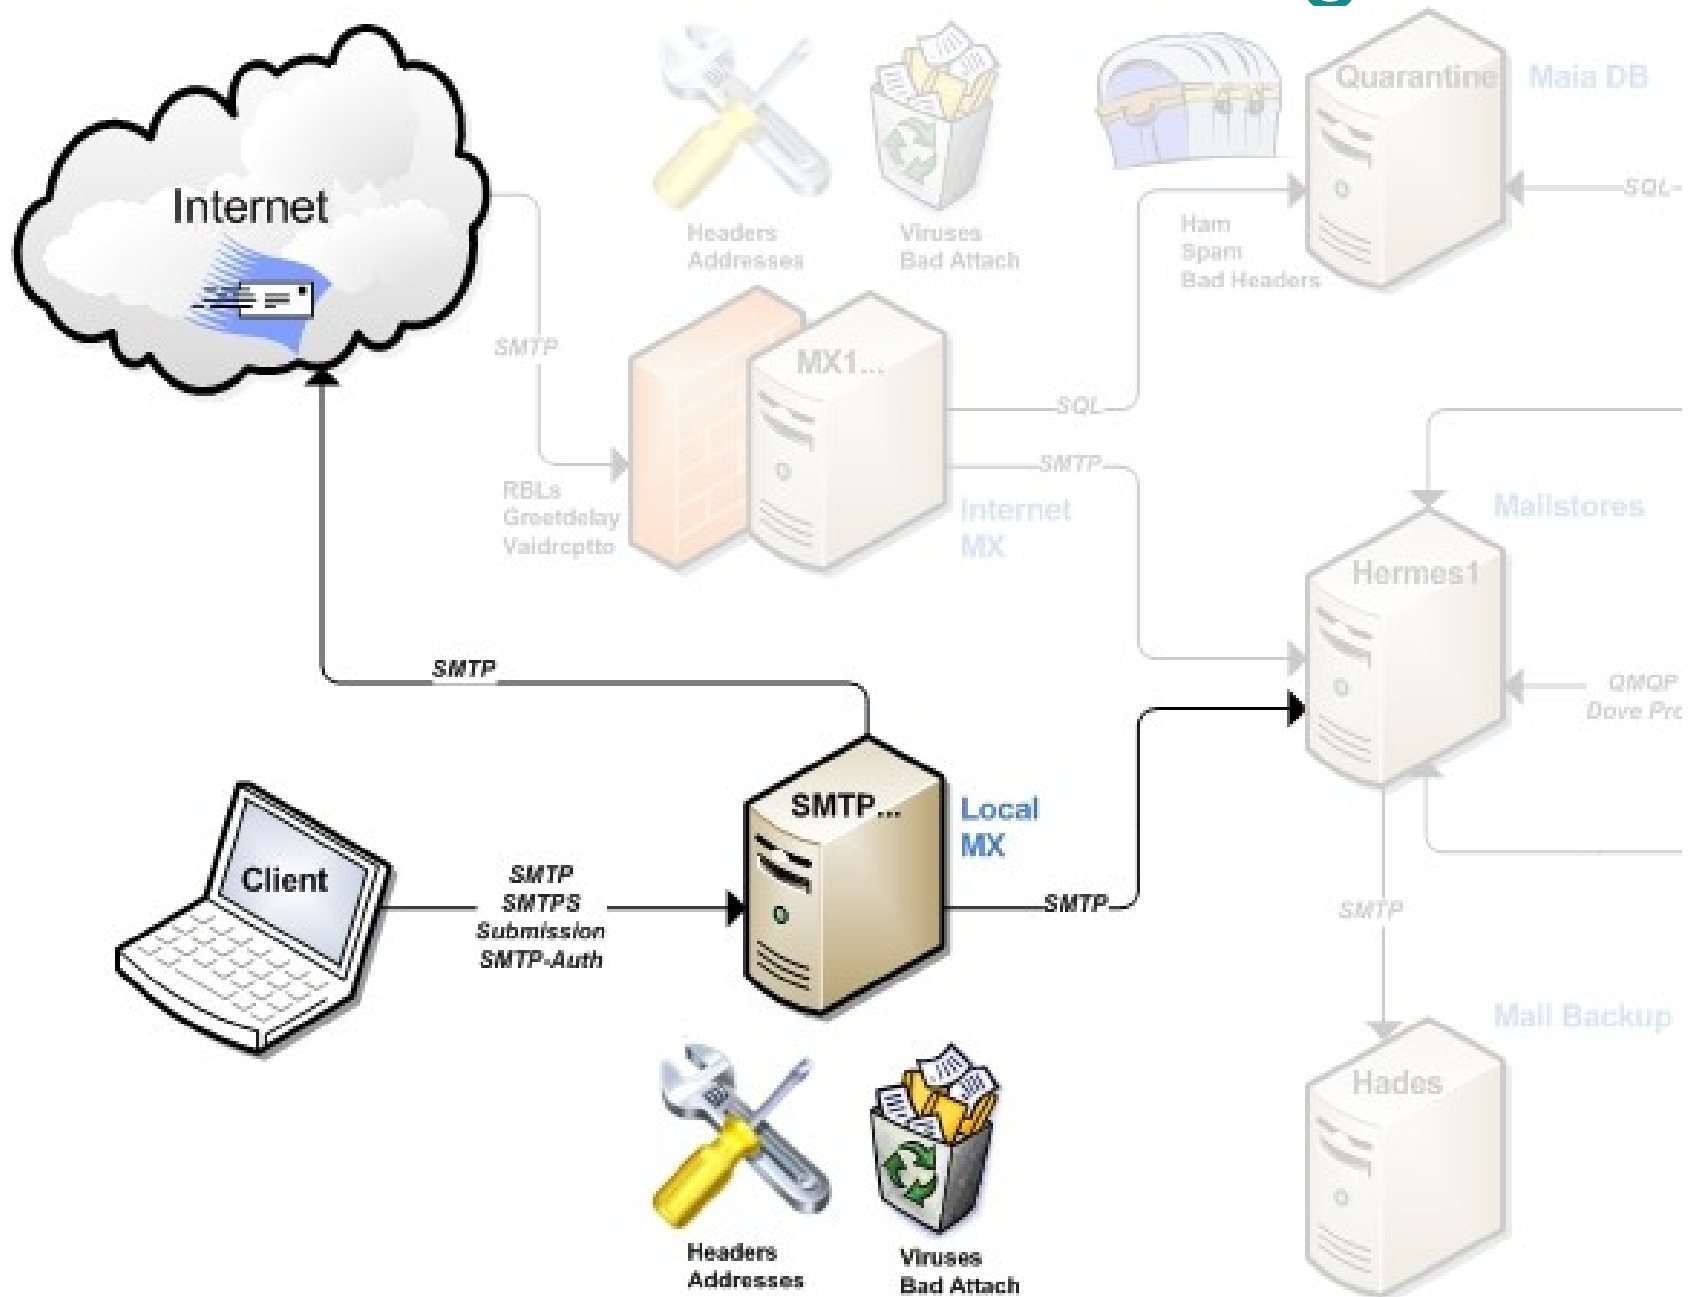 Quarantine
Maia DB
Internet
SQL
Headers
Addresses
Viruses
Bad Attach
Ham
Spam
Bad Headers
SMTP
MX1...
SQL
SMTP
RBLs
Greetdelay
Vaidrcptto
Internet
MX
Mailstores
Hermes1
SMTP
QMQP
Dove
SMTP...
Local
MX
Client
SMTP
SMTPS
Submission
SMTP-Auth
SMTP
SMTP
Mail Backup
Hades
Headers
Addresses
Viruses
Bad Attach